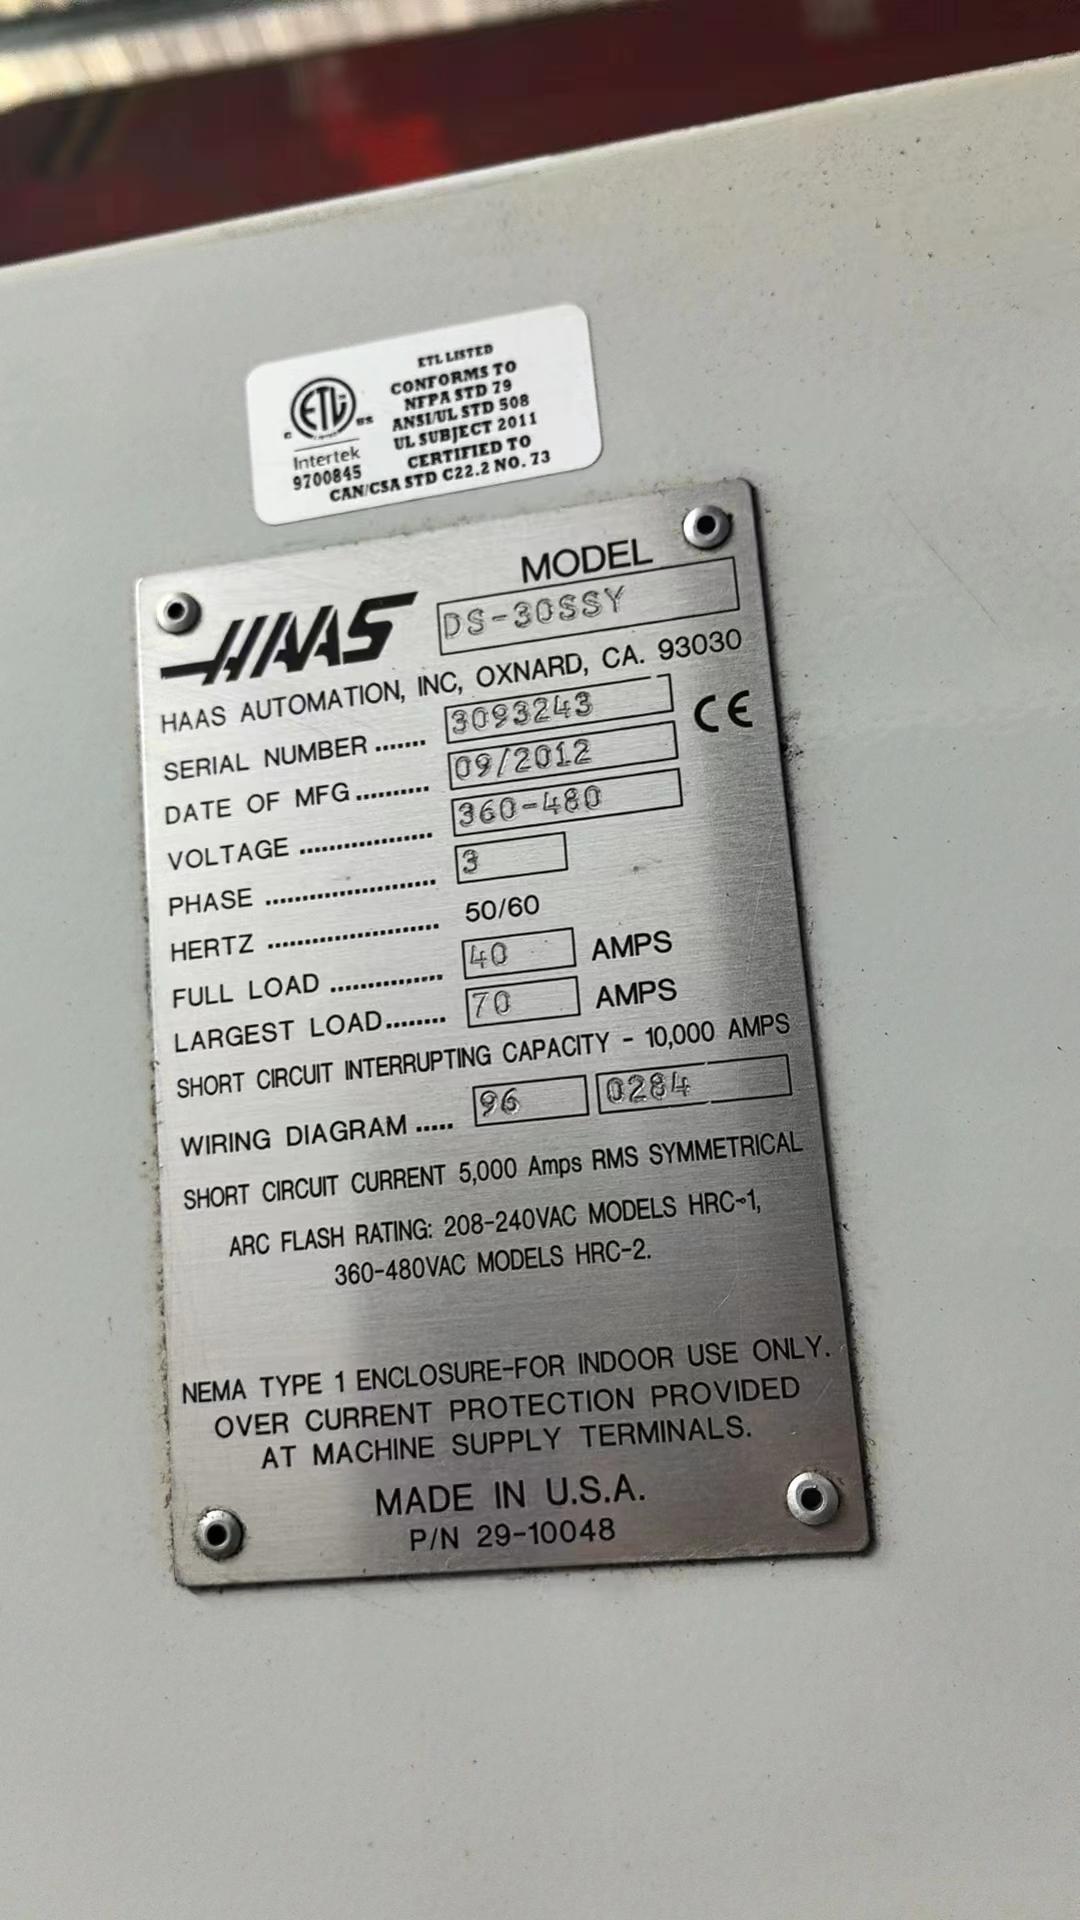 ETL LISTED
CONFORMS TO
NFPA STD 79
ANSI/UL STD 508
UL SUBJECT 2011
CERTIFIED TO
CAN/CSA STD C22.2 NO. 73
ETL
C US
Intertek
9700845
MODEL
HAAS DS-30SSY
HAAS AUTOMATION, INC, OXNARD, CA. 93030
SERIAL NUMBER ....... 3093243 CE
DATE OF MFG.......... 09/2012
VOLTAGE .................. 360-480
PHASE ....................... 3
HERTZ ....................... 50/60
FULL LOAD ............... 40 AMPS
LARGEST LOAD........ 70 AMPS
SHORT CIRCUIT INTERRUPTING CAPACITY - 10,000 AMPS
WIRING DIAGRAM ..... 96 0284
SHORT CIRCUIT CURRENT 5,000 Amps RMS SYMMETRICAL
ARC FLASH RATING: 208-240VAC MODELS HRC-1,
360-480VAC MODELS HRC-2.
NEMA TYPE 1 ENCLOSURE-FOR INDOOR USE ONLY.
OVER CURRENT PROTECTION PROVIDED
AT MACHINE SUPPLY TERMINALS.
MADE IN U.S.A.
P/N 29-10048